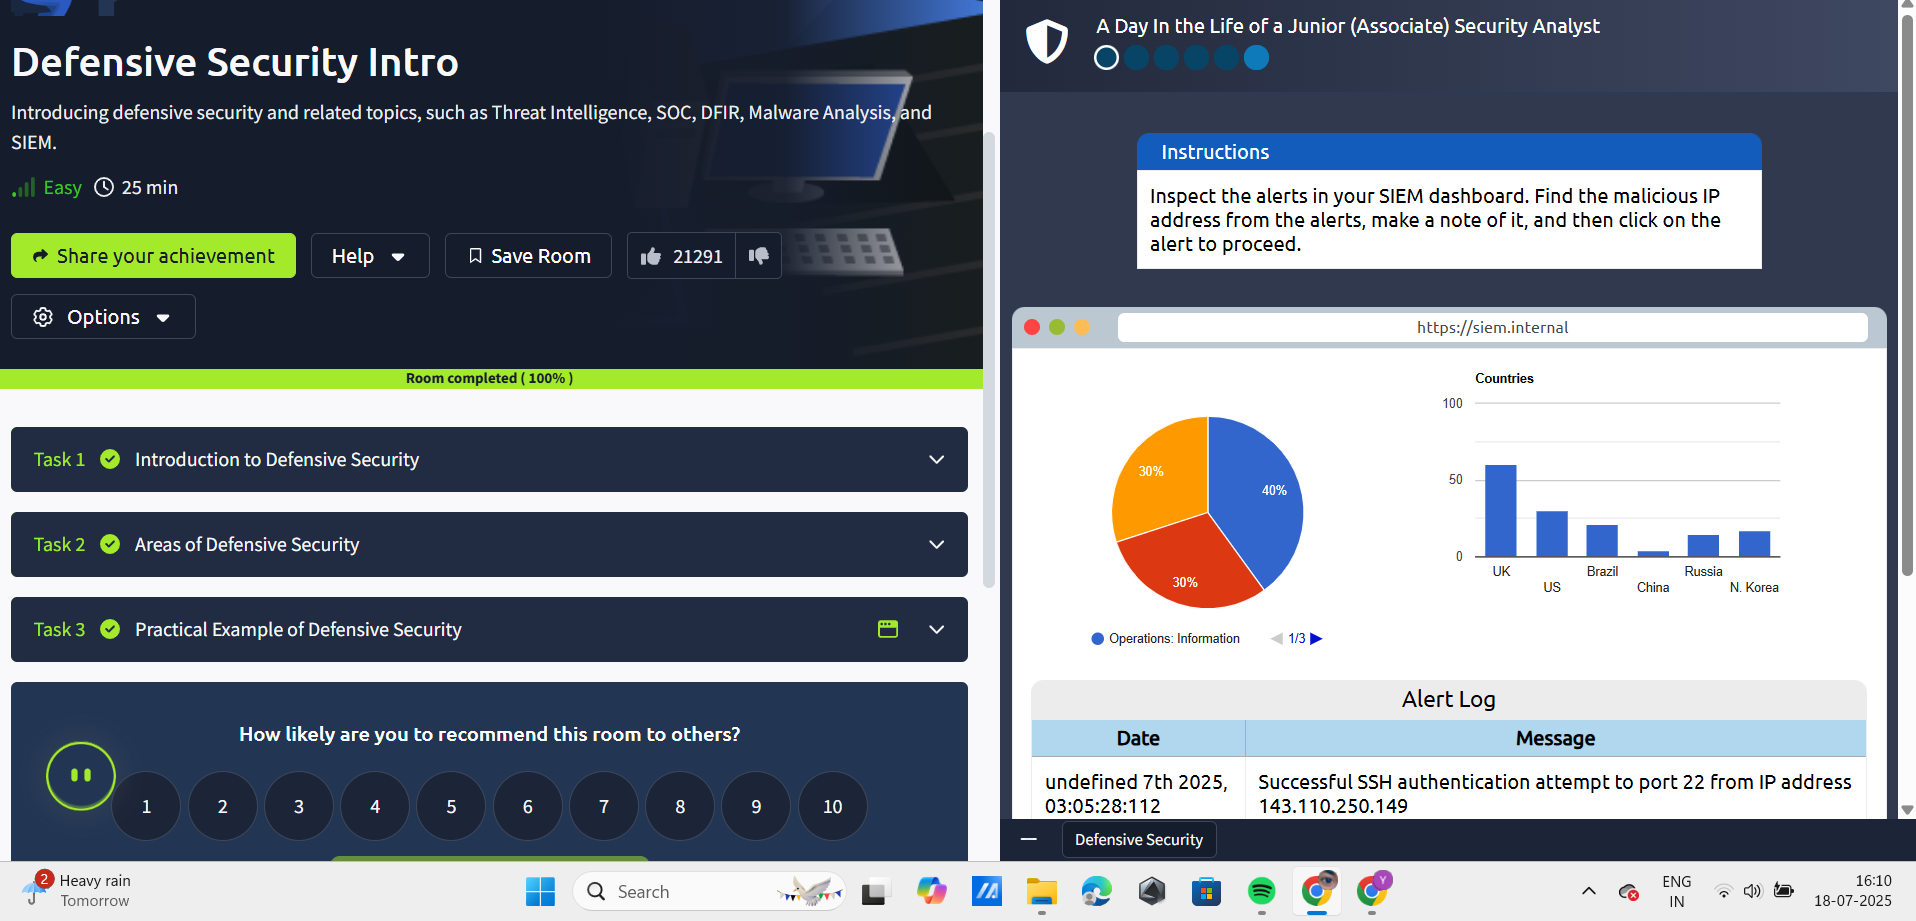 Defensive Security Intro
Introducing defensive security and related topics, such as Threat Intelligence, SOC, DFIR, Malware Analysis, and
SIEM.
Easy 25 min
Share your achievement Help Save Room 21291
Options
Room completed ( 100% )
Task 1 Introduction to Defensive Security
Task 2 Areas of Defensive Security
Task 3 Practical Example of Defensive Security
How likely are you to recommend this room to others?
1 2 3 4 5 6 7 8 9 10
A Day In the Life of a Junior (Associate) Security Analyst
Instructions
Inspect the alerts in your SIEM dashboard. Find the malicious IP
address from the alerts, make a note of it, and then click on the
alert to proceed.
https://siem.internal
30%
40%
30%
Operations: Information 1/3
Countries
100
50
0
UK US Brazil China Russia N. Korea
Alert Log
Date Message
undefined 7th 2025, Successful SSH authentication attempt to port 22 from IP address
03:05:28:112 143.110.250.149
Defensive Security
2 Heavy rain
Tomorrow
Search
Y
ENG
IN
16:10
18-07-2025